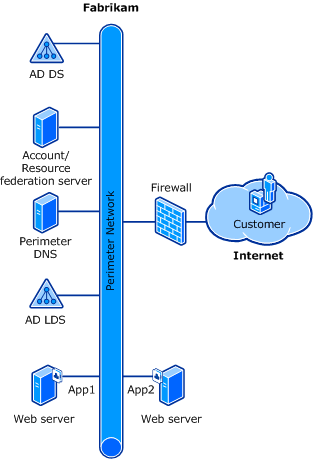 Fabrikam
AD DS
Account/
Resource
federation server
Perimeter
DNS
AD LDS
App1
Web server
Perimeter Network
App2
Web server
Firewall
Customer
Internet